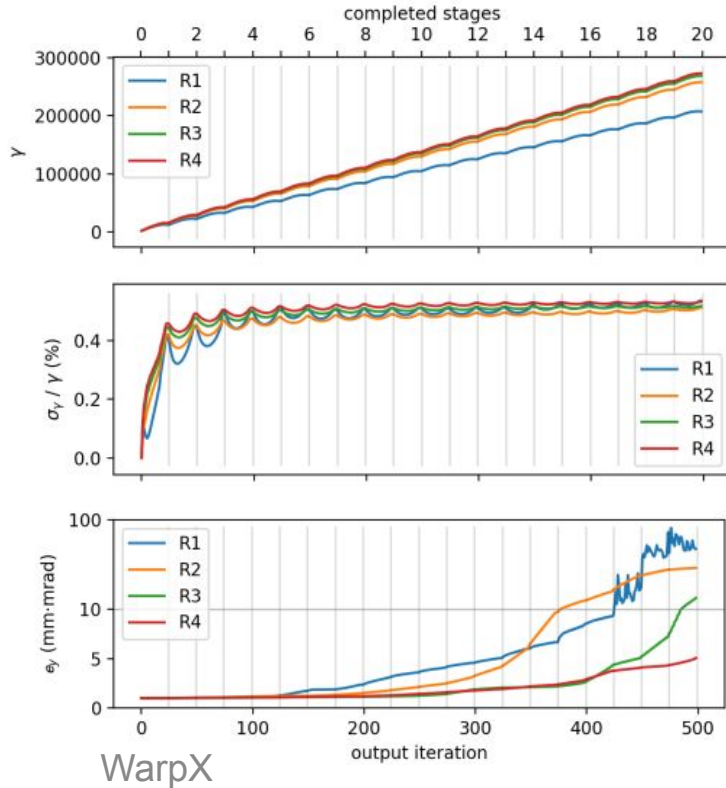 completed stages
0 2 4 6 8 10 12 14 16 18 20
300000
200000
100000
0
γ
R1
R2
R3
R4
0.4
0.2
0.0
σγ / γ (%)
R1
R2
R3
R4
100
10
5
0
ey (mm·mrad)
R1
R2
R3
R4
0 100 200 300 400 500
output iteration
WarpX